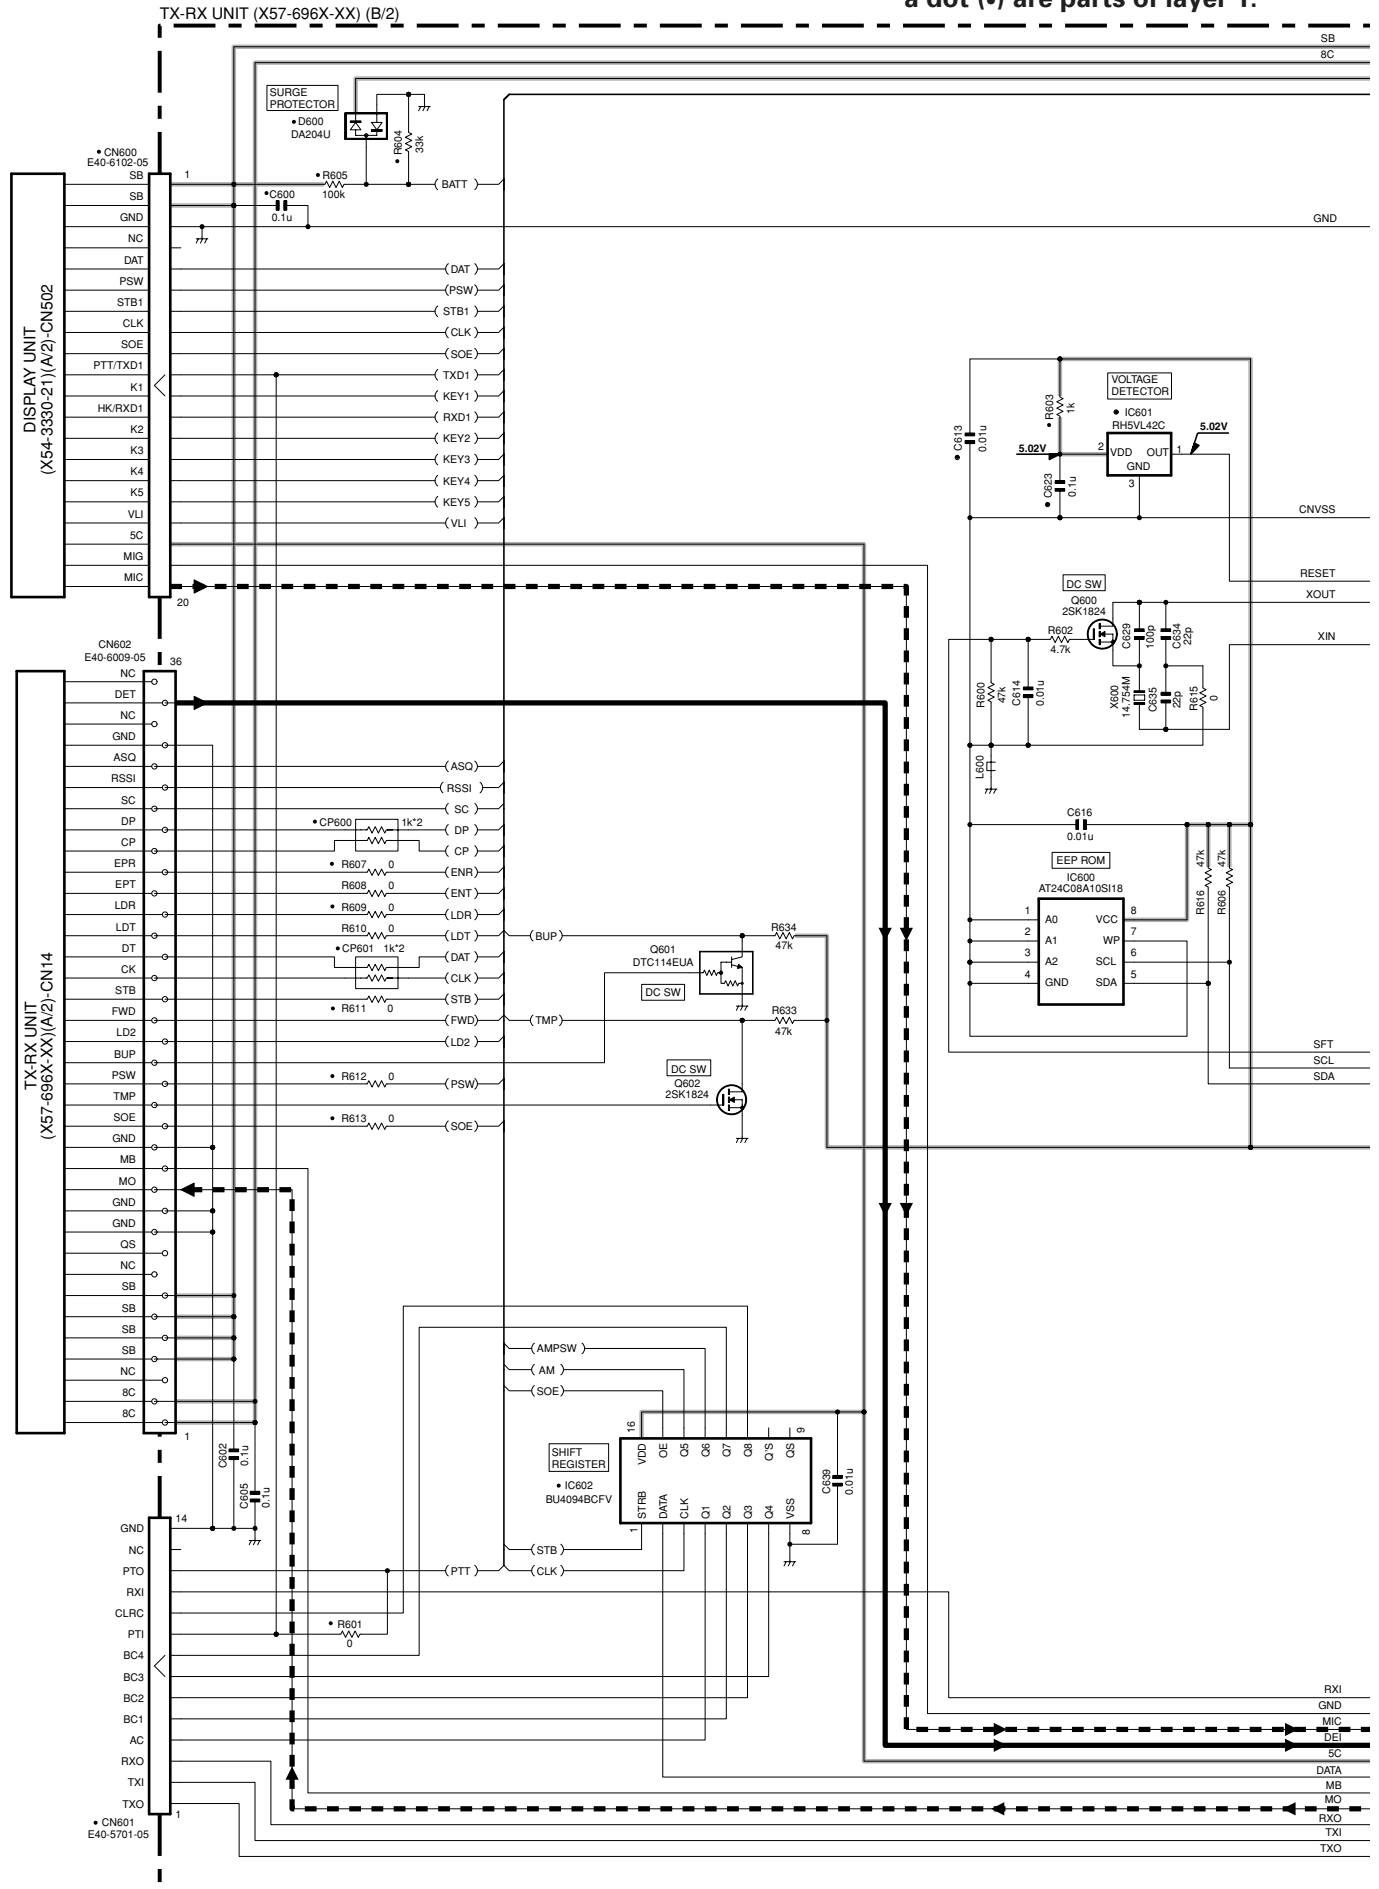 a dot (•) are parts of layer 1.
TX-RX UNIT (X57-696X-XX) (B/2)
SB
8C
SURGE
PROTECTOR
• D600
DA204U
• R604
33k
• CN600
E40-6102-05
DISPLAY UNIT
(X54-3330-21)(A/2)-CN502
SB
SB
GND
NC
DAT
PSW
STB1
CLK
SOE
PTT/TXD1
K1
HK/RXD1
K2
K3
K4
K5
VLI
5C
MIG
MIC
1
20
• R605
100k
• C600
0.1u
(BATT)
GND
(DAT)
(PSW)
(STB1)
(CLK)
(SOE)
(TXD1)
(KEY1)
(RXD1)
(KEY2)
(KEY3)
(KEY4)
(KEY5)
(VLI)
VOLTAGE
DETECTOR
• IC601
RH5VL42C
• R603
1k
• C613
0.01u
5.02V
5.02V
2
VDD
OUT
1
GND
3
• C623
0.1u
CNVSS
RESET
XOUT
XIN
DC SW
Q600
2SK1824
R602
4.7k
C629
100p
C634
22p
R600
47k
C614
0.01u
X600
14.754M
C635
22p
R615
0
L600
C616
0.01u
EEP ROM
IC600
AT24C08A10SI18
1
2
3
4
A0
A1
A2
GND
VCC
WP
SCL
SDA
8
7
6
5
R616
47k
R606
47k
SFT
SCL
SDA
CN602
E40-6009-05
36
TX-RX UNIT
(X57-696X-XX)(A/2)-CN14
NC
DET
NC
GND
ASQ
RSSI
SC
DP
CP
EPR
EPT
LDR
LDT
DT
CK
STB
FWD
LD2
BUP
PSW
TMP
SOE
GND
MB
MO
GND
GND
QS
NC
SB
SB
SB
SB
NC
8C
8C
1
(ASQ)
(RSSI)
(SC)
• CP600
1k*2
(DP)
(CP)
• R607 0
(ENR)
R608 0
(ENT)
• R609 0
(LDR)
R610 0
(LDT)
(BUP)
• CP601 1k*2
(DAT)
(CLK)
(STB)
• R611 0
(FWD)
(TMP)
(LD2)
• R612 0
(PSW)
• R613 0
(SOE)
Q601
DTC114EUA
DC SW
R634
47k
R633
47k
DC SW
Q602
2SK1824
(AMPSW)
(AM)
(SOE)
SHIFT
REGISTER
• IC602
BU4094BCFV
16
9
VDD
OE
Q5
Q6
Q7
Q8
Q'S
QS
STRB
DATA
CLK
Q1
Q2
Q3
Q4
VSS
1
8
C639
0.01u
(STB)
(CLK)
(PTT)
C602
0.1u
C605
0.1u
14
GND
NC
PTO
RXI
CLRC
PTI
BC4
BC3
BC2
BC1
AC
RXO
TXI
TXO
1
• CN601
E40-5701-05
• R601
0
RXI
GND
MIC
DEI
5C
DATA
MB
MO
RXO
TXI
TXO